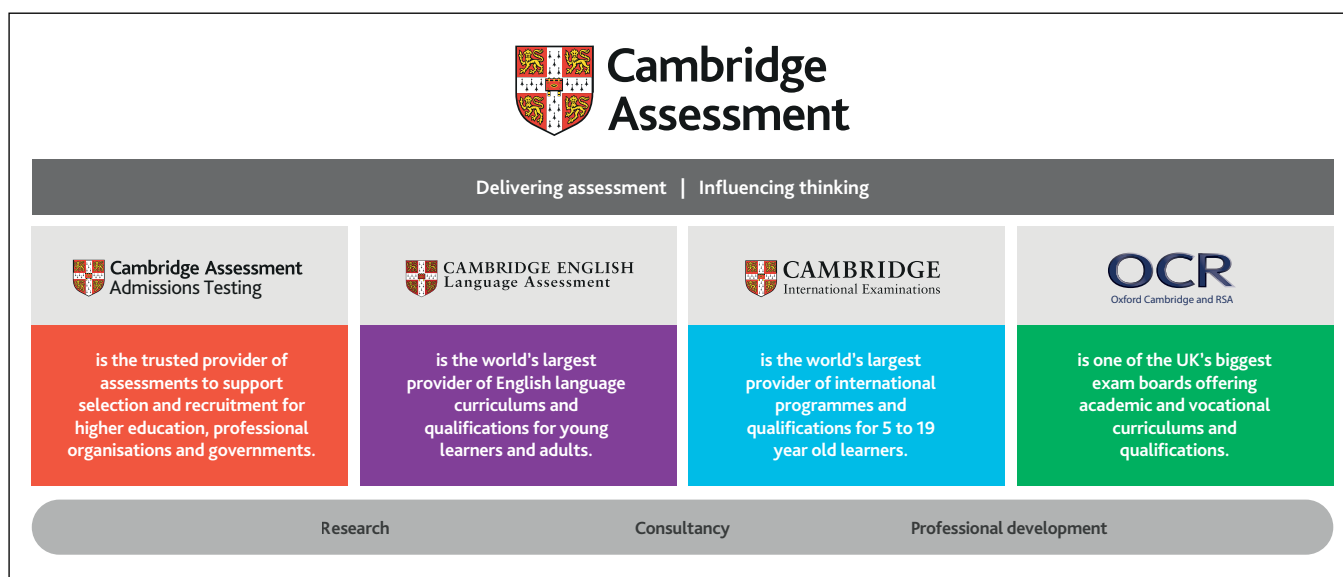 Cambridge
Assessment
Delivering assessment | Influencing thinking
Cambridge Assessment
Admissions Testing
is the trusted provider of
assessments to support
selection and recruitment for
higher education, professional
organisations and governments.
CAMBRIDGE ENGLISH
Language Assessment
is the world's largest
provider of English language
curriculums and
qualifications for young
learners and adults.
CAMBRIDGE
International Examinations
is the world's largest
provider of international
programmes and
qualifications for 5 to 19
year old learners.
OCR
Oxford Cambridge and RSA
is one of the UK's biggest
exam boards offering
academic and vocational
curriculums and
qualifications.
Research
Consultancy
Professional development